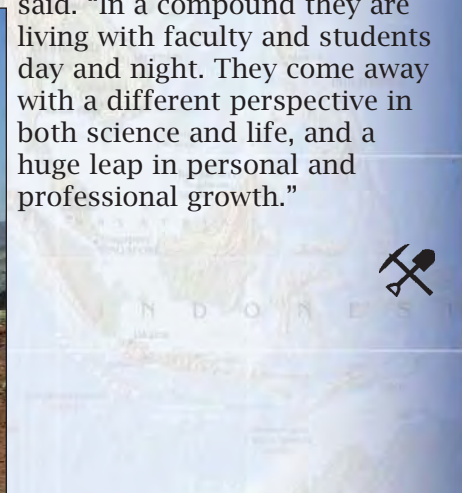 said. “In a compound they are
living with faculty and students
day and night. They come away
with a different perspective in
both science and life, and a
huge leap in personal and
professional growth.”
I N D O N E S I